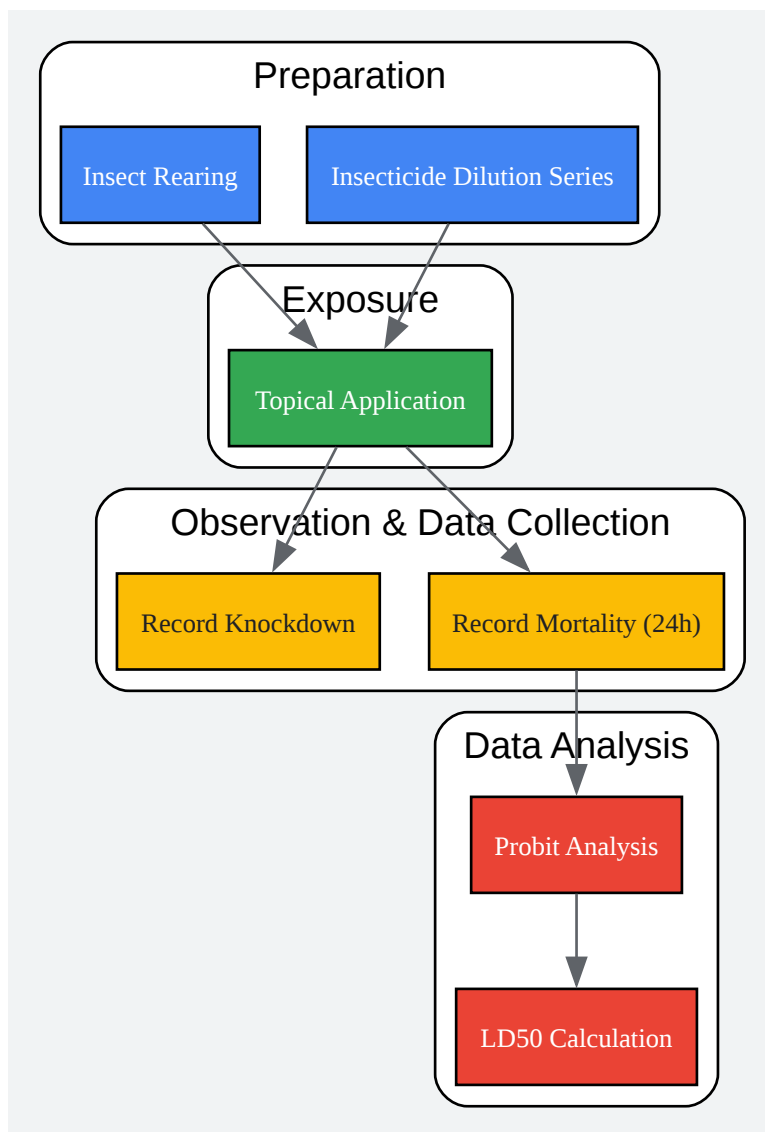 Preparation
Insect Rearing
Insecticide Dilution Series
Exposure
Topical Application
Observation & Data Collection
Record Knockdown
Record Mortality (24h)
Data Analysis
Probit Analysis
LD50 Calculation